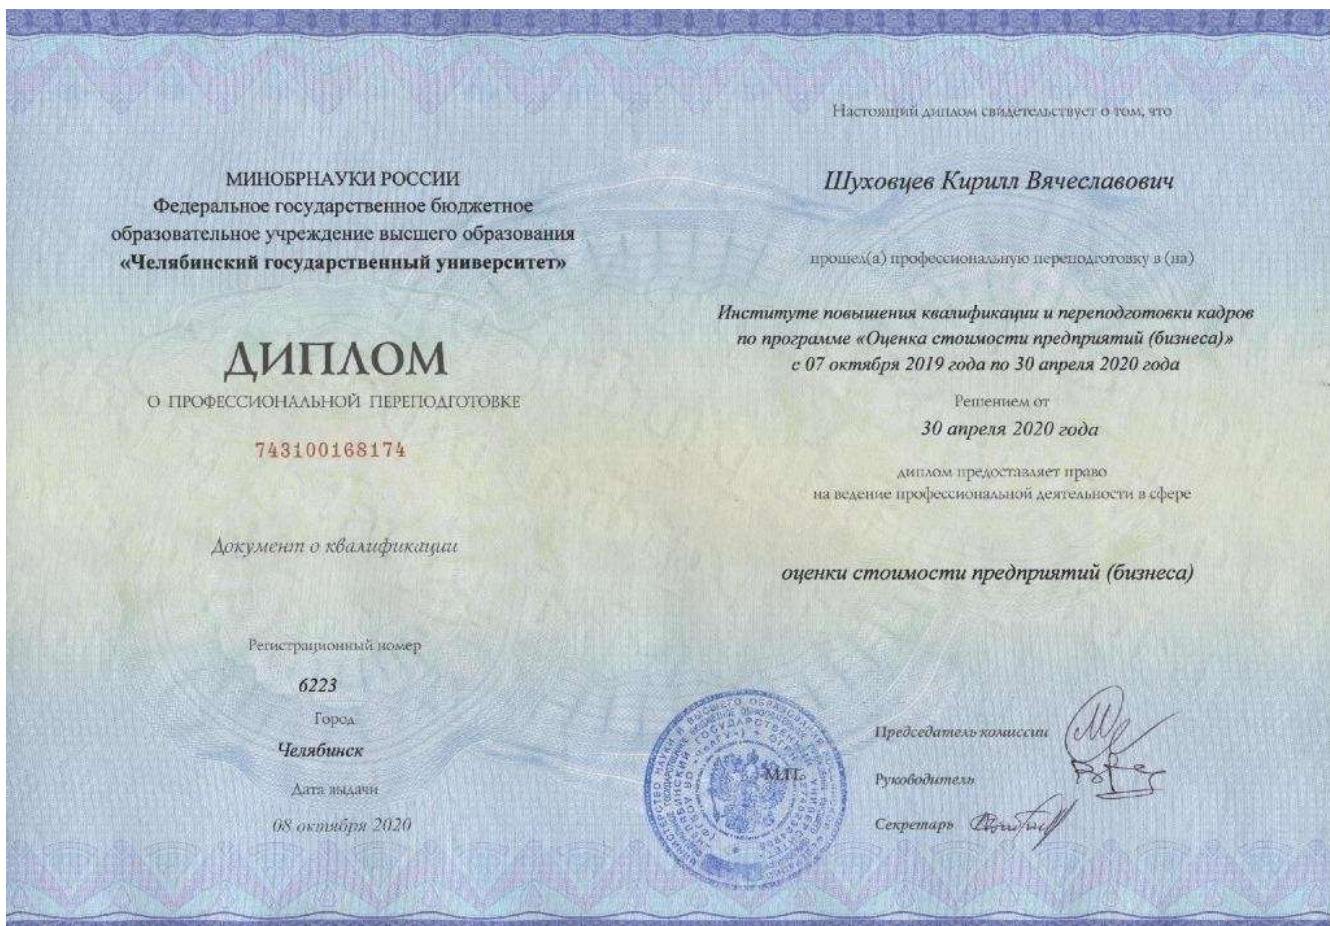 МИНОБРНАУКИ РОССИИ
Федеральное государственное бюджетное
образовательное учреждение высшего образования
«Челябинский государственный университет»
ДИПЛОМ
О ПРОФЕССИОНАЛЬНОЙ ПЕРЕПОДГОТОВКЕ
743100168174
Документ о квалификации
Регистрационный номер
6223
Город
Челябинск
Дата выдачи
08 октября 2020
Настоящий диплом свидетельствует о том, что
Шуховцев Кирилл Вячеславович
прошел(а) профессиональную переподготовку в (на)
Институте повышения квалификации и переподготовки кадров
по программе «Оценка стоимости предприятий (бизнеса)»
с 07 октября 2019 года по 30 апреля 2020 года
Решением от
30 апреля 2020 года
диплом предоставляет право
на ведение профессиональной деятельности в сфере
оценки стоимости предприятий (бизнеса)
Председатель комиссии
М.П.
Руководитель
Секретарь